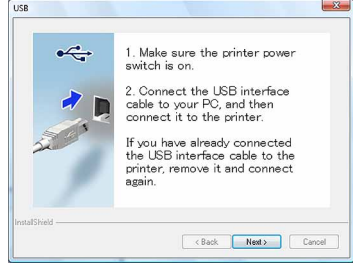 USB
1. Make sure the printer power
switch is on.
2. Connect the USB interface
cable to your PC, and then
connect it to the printer.
If you have already connected
the USB interface cable to the
printer, remove it and connect
again.
InstallShield
< Back
Next >
Cancel